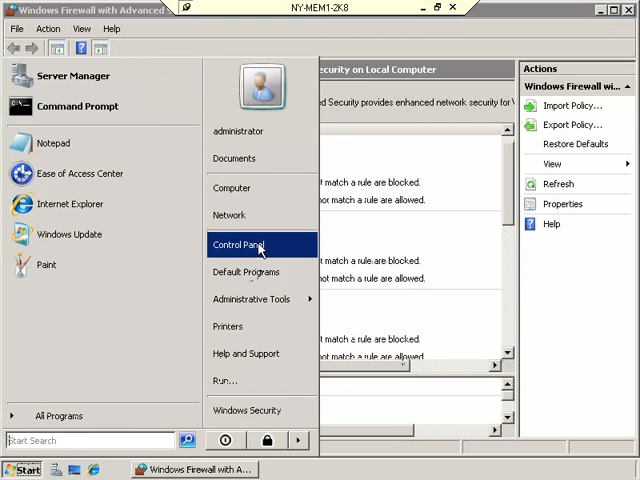 Windows Firewall with Advanced
NY-MEM1-2K8
File Action View Help
Server Manager
Command Prompt
Notepad
Ease of Access Center
Internet Explorer
Windows Update
Paint
All Programs
Start Search
administrator
Documents
Computer
Network
Control Panel
Default Programs
Administrative Tools
Printers
Help and Support
Run...
Windows Security
ecurity on Local Computer
d Security provides enhanced network security for
t match a rule are blocked.
not match a rule are allowed.
t match a rule are blocked.
not match a rule are allowed.
t match a rule are blocked.
not match a rule are allowed.
Actions
Windows Firewall wi...
Import Policy...
Export Policy...
Restore Defaults
View
Refresh
Properties
Help
Start
Windows Firewall with A...